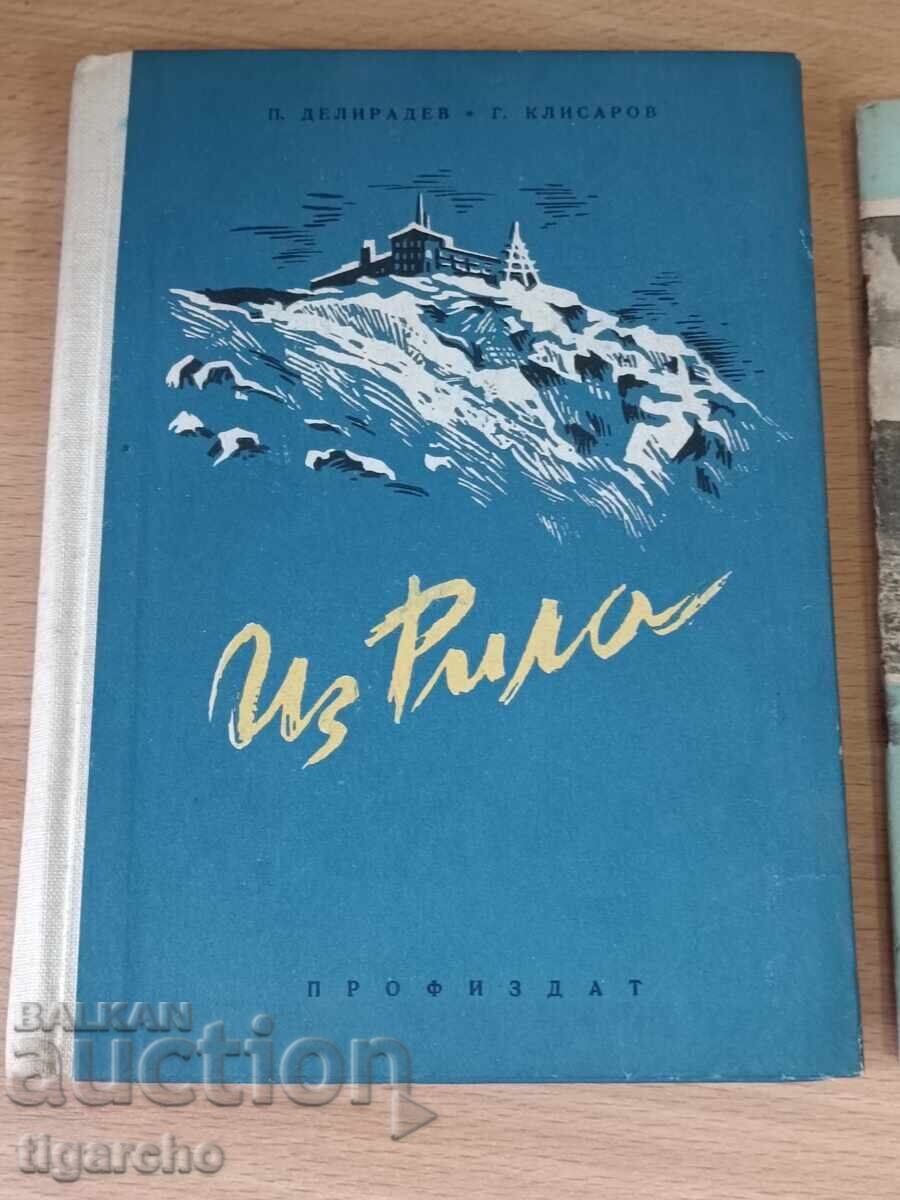 П. ДЕЛИРАДЕВ • Г. КЛИСАРОВ
Из Рила
ПРОФИЗДАТ
BALKAN
auction
tigarcho